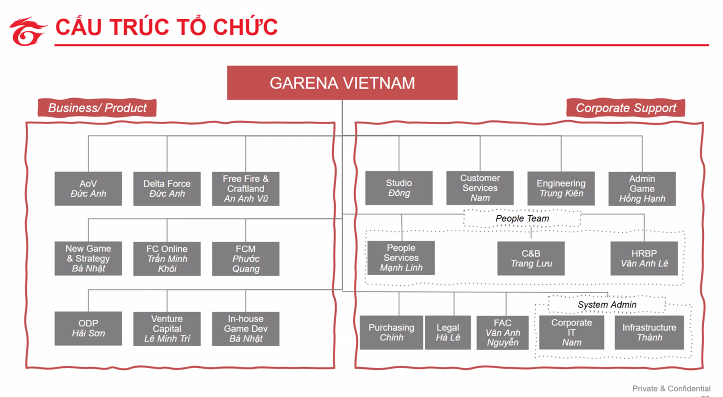 CẤU TRÚC TỔ CHỨC
GARENA VIETNAM
Business/ Product
Corporate Support
AoV
Đức Anh
Delta Force
Đức Anh
Free Fire &
Craftland
An Anh Vũ
Studio
Đông
Customer
Services
Nam
Engineering
Trung Kiên
Admin
Game
Hồng Hạnh
People Team
New Game
& Strategy
Bá Nhật
FC Online
Trần Minh
Khôi
FCM
Phước
Quang
People
Services
Mạnh Linh
C&B
Trang Lưu
HRBP
Vân Anh Lê
System Admin
ODP
Hải Sơn
Venture
Capital
Lê Minh Trí
In-house
Game Dev
Bá Nhật
Purchasing
Chinh
Legal
Hà Lê
FAC
Vân Anh
Nguyễn
Corporate
IT
Nam
Infrastructure
Thành
Private & Confidential